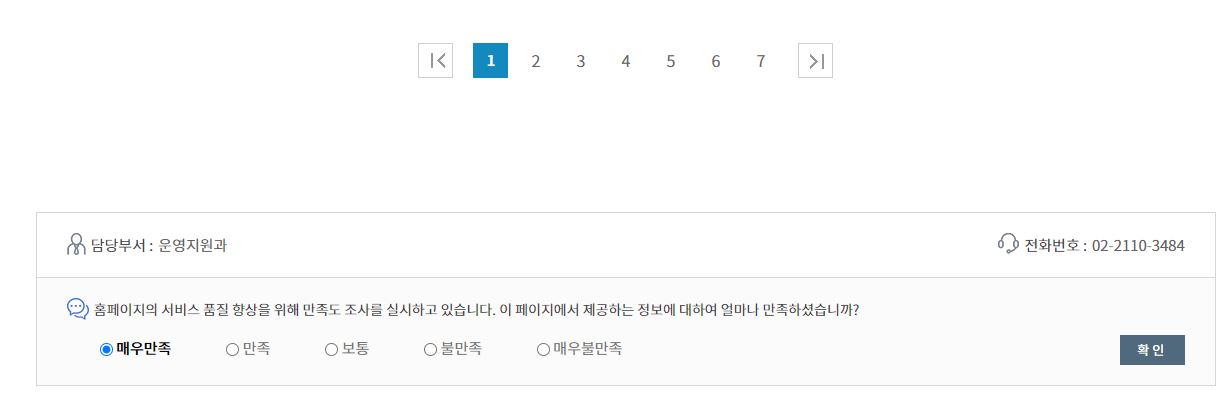 1 2 3 4 5 6 7
담당부서 : 운영지원과 전화번호 : 02-2110-3484
홈페이지의 서비스 품질 향상을 위해 만족도 조사를 실시하고 있습니다. 이 페이지에서 제공하는 정보에 대하여 얼마나 만족하셨습니까?
매우만족 만족 보통 불만족 매우불만족 확인